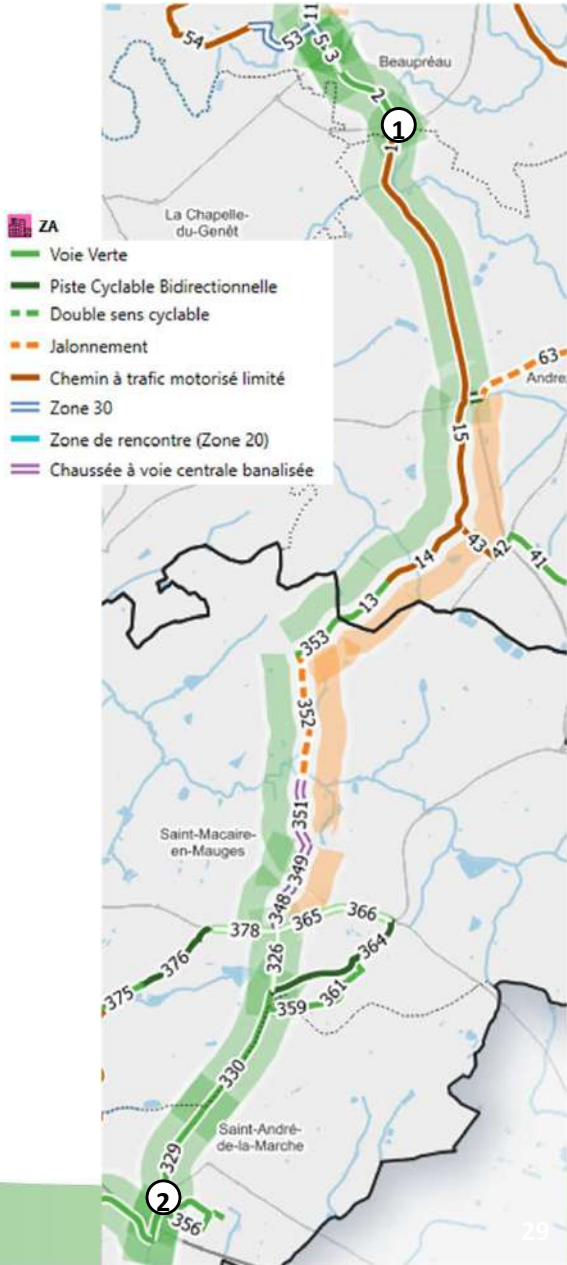 11
54
53
5
3
Beaupréau
2
1
1
La Chapelle-
du-Genêt
ZA
Voie Verte
Piste Cyclable Bidirectionnelle
Double sens cyclable
Jalonnement
Chemin à trafic motorisé limité
Zone 30
Zone de rencontre (Zone 20)
Chaussée à voie centrale banalisée
63
Andre
15
43
42
41
14
13
353
352
351
Saint-Macaire-
en-Mauges
349
348
365
366
378
326
364
376
375
361
359
330
Saint-André-
de-la-Marche
329
2
356
29